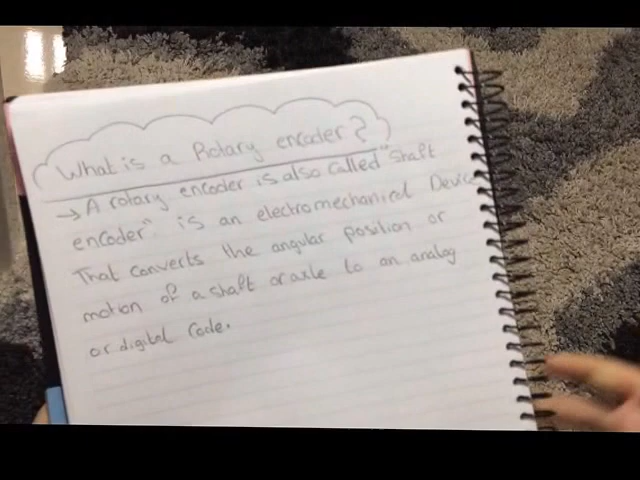 What is a Rotary encoder?
→ A rotary encoder is also called "Shaft
encoder" is an electromechanical Device
That converts the angular position or
motion of a shaft or axle to an analog
or digital Code.